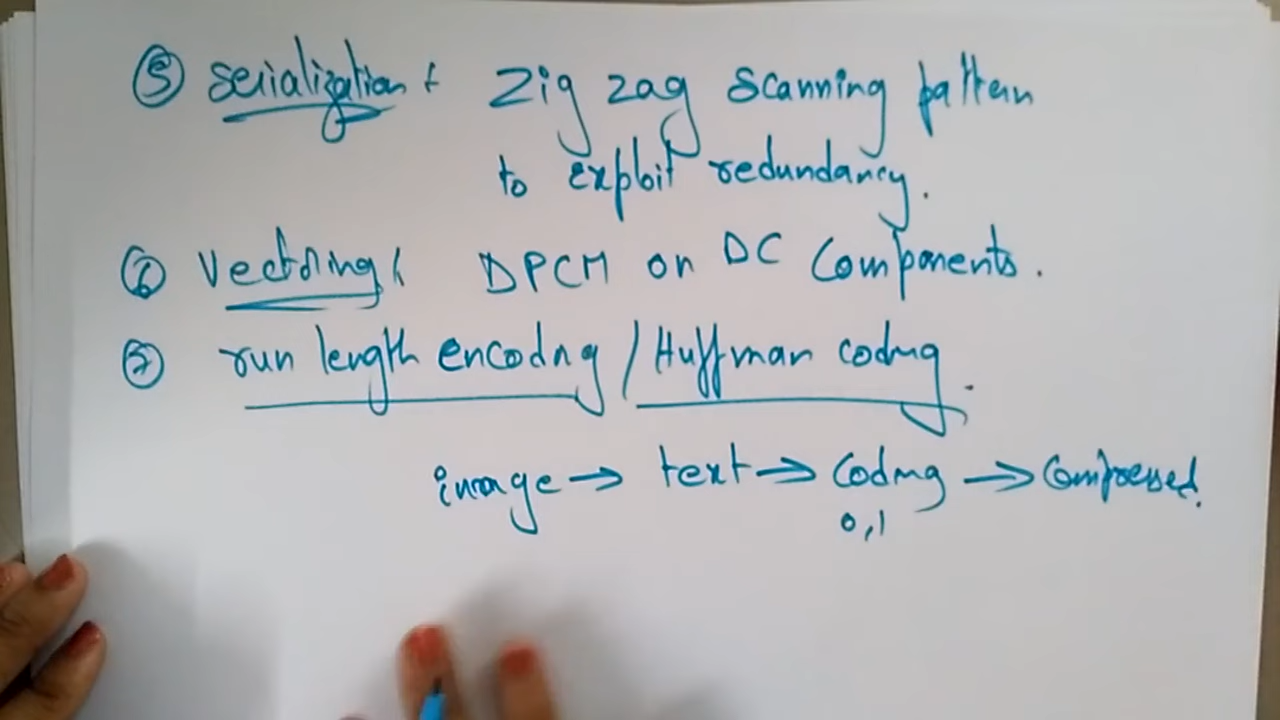 ⑤ serialization : Zig zag scanning pattern
to exploit redundancy.
⑥ Vectoring : DPCM on DC Components.
⑦ run length encoding / Huffman coding.
image → text → Coding → Compressed.
0,1